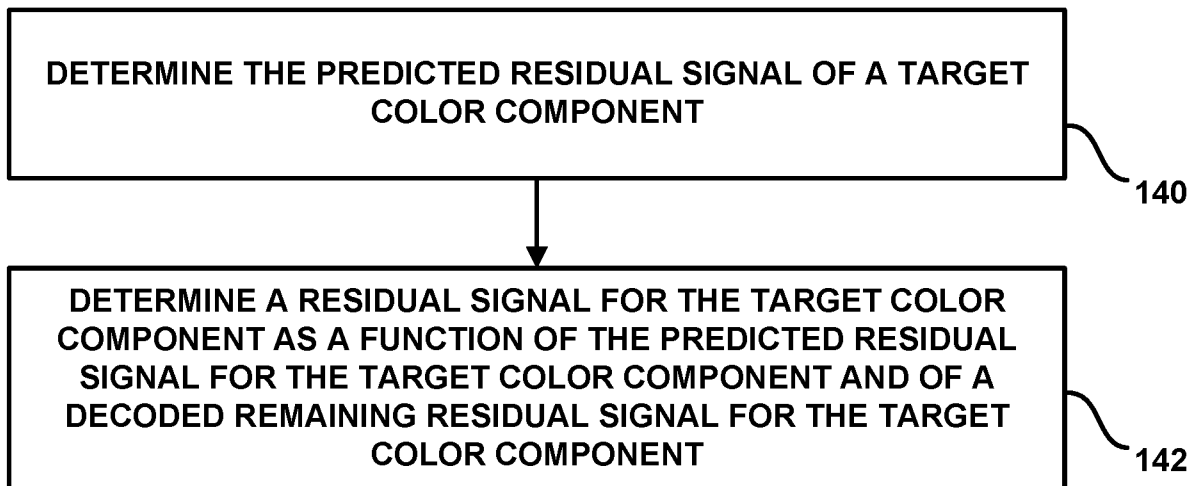 DETERMINE THE PREDICTED RESIDUAL SIGNAL OF A TARGET
COLOR COMPONENT
140
DETERMINE A RESIDUAL SIGNAL FOR THE TARGET COLOR
COMPONENT AS A FUNCTION OF THE PREDICTED RESIDUAL
SIGNAL FOR THE TARGET COLOR COMPONENT AND OF A
DECODED REMAINING RESIDUAL SIGNAL FOR THE TARGET
COLOR COMPONENT
142